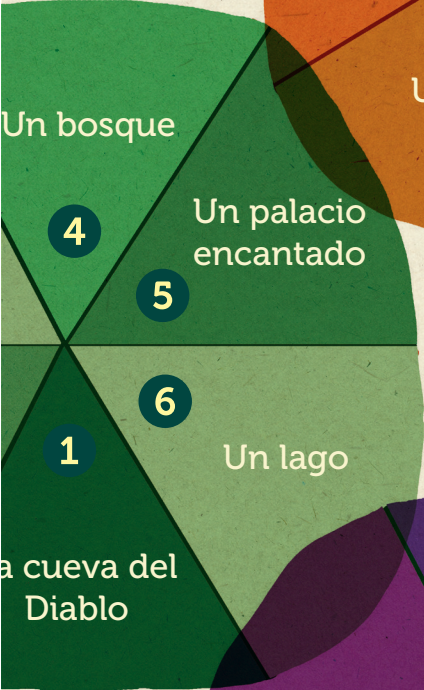 Un bosque
4
Un palacio
encantado
5
6
Un lago
1
a cueva del
Diablo